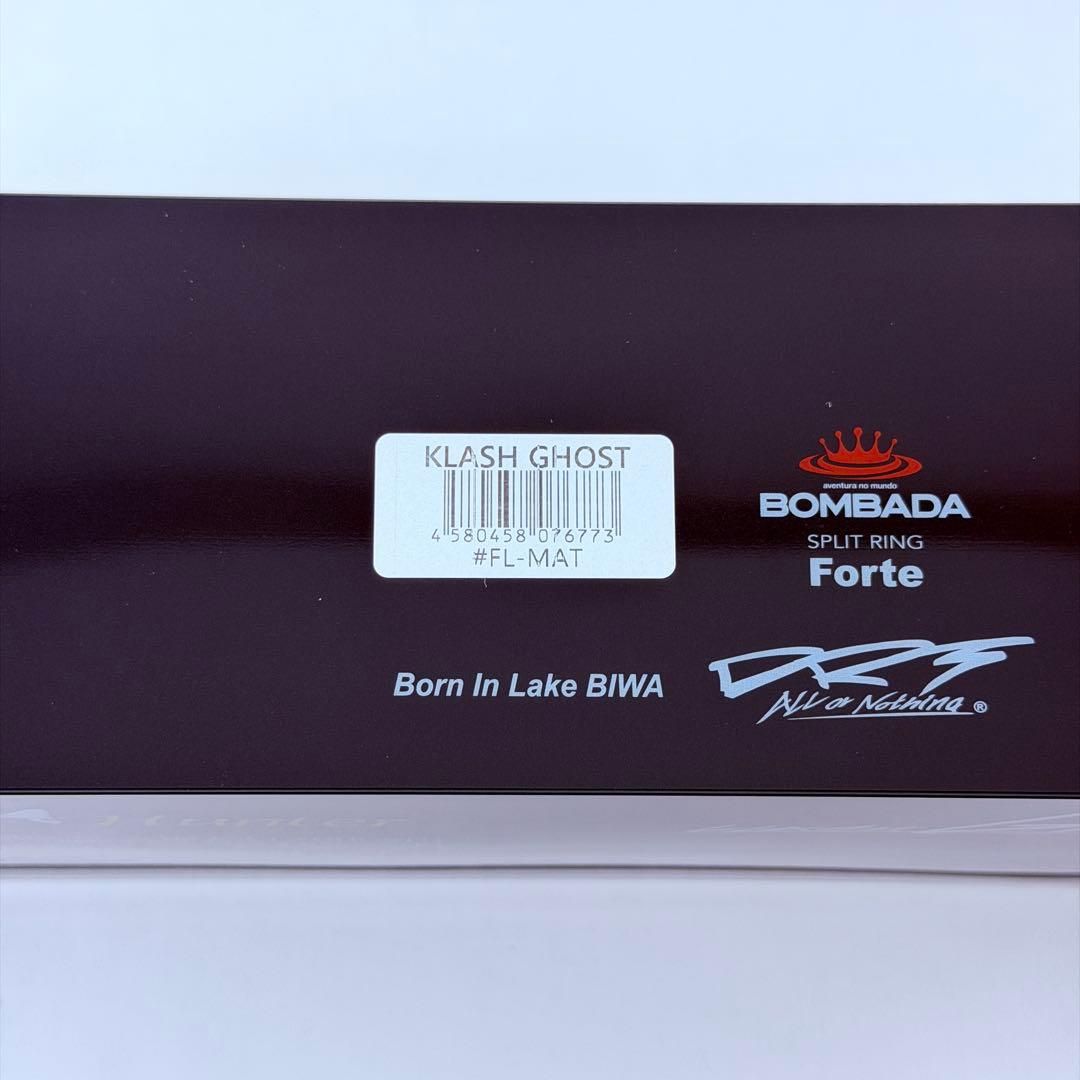 KLASH GHOST
4 580458 076773
#FL-MAT
aventura no mundo
BOMBADA
SPLIT RING
Forte
Born In Lake BIWA
DRT
All or Nothing ®
Hunter